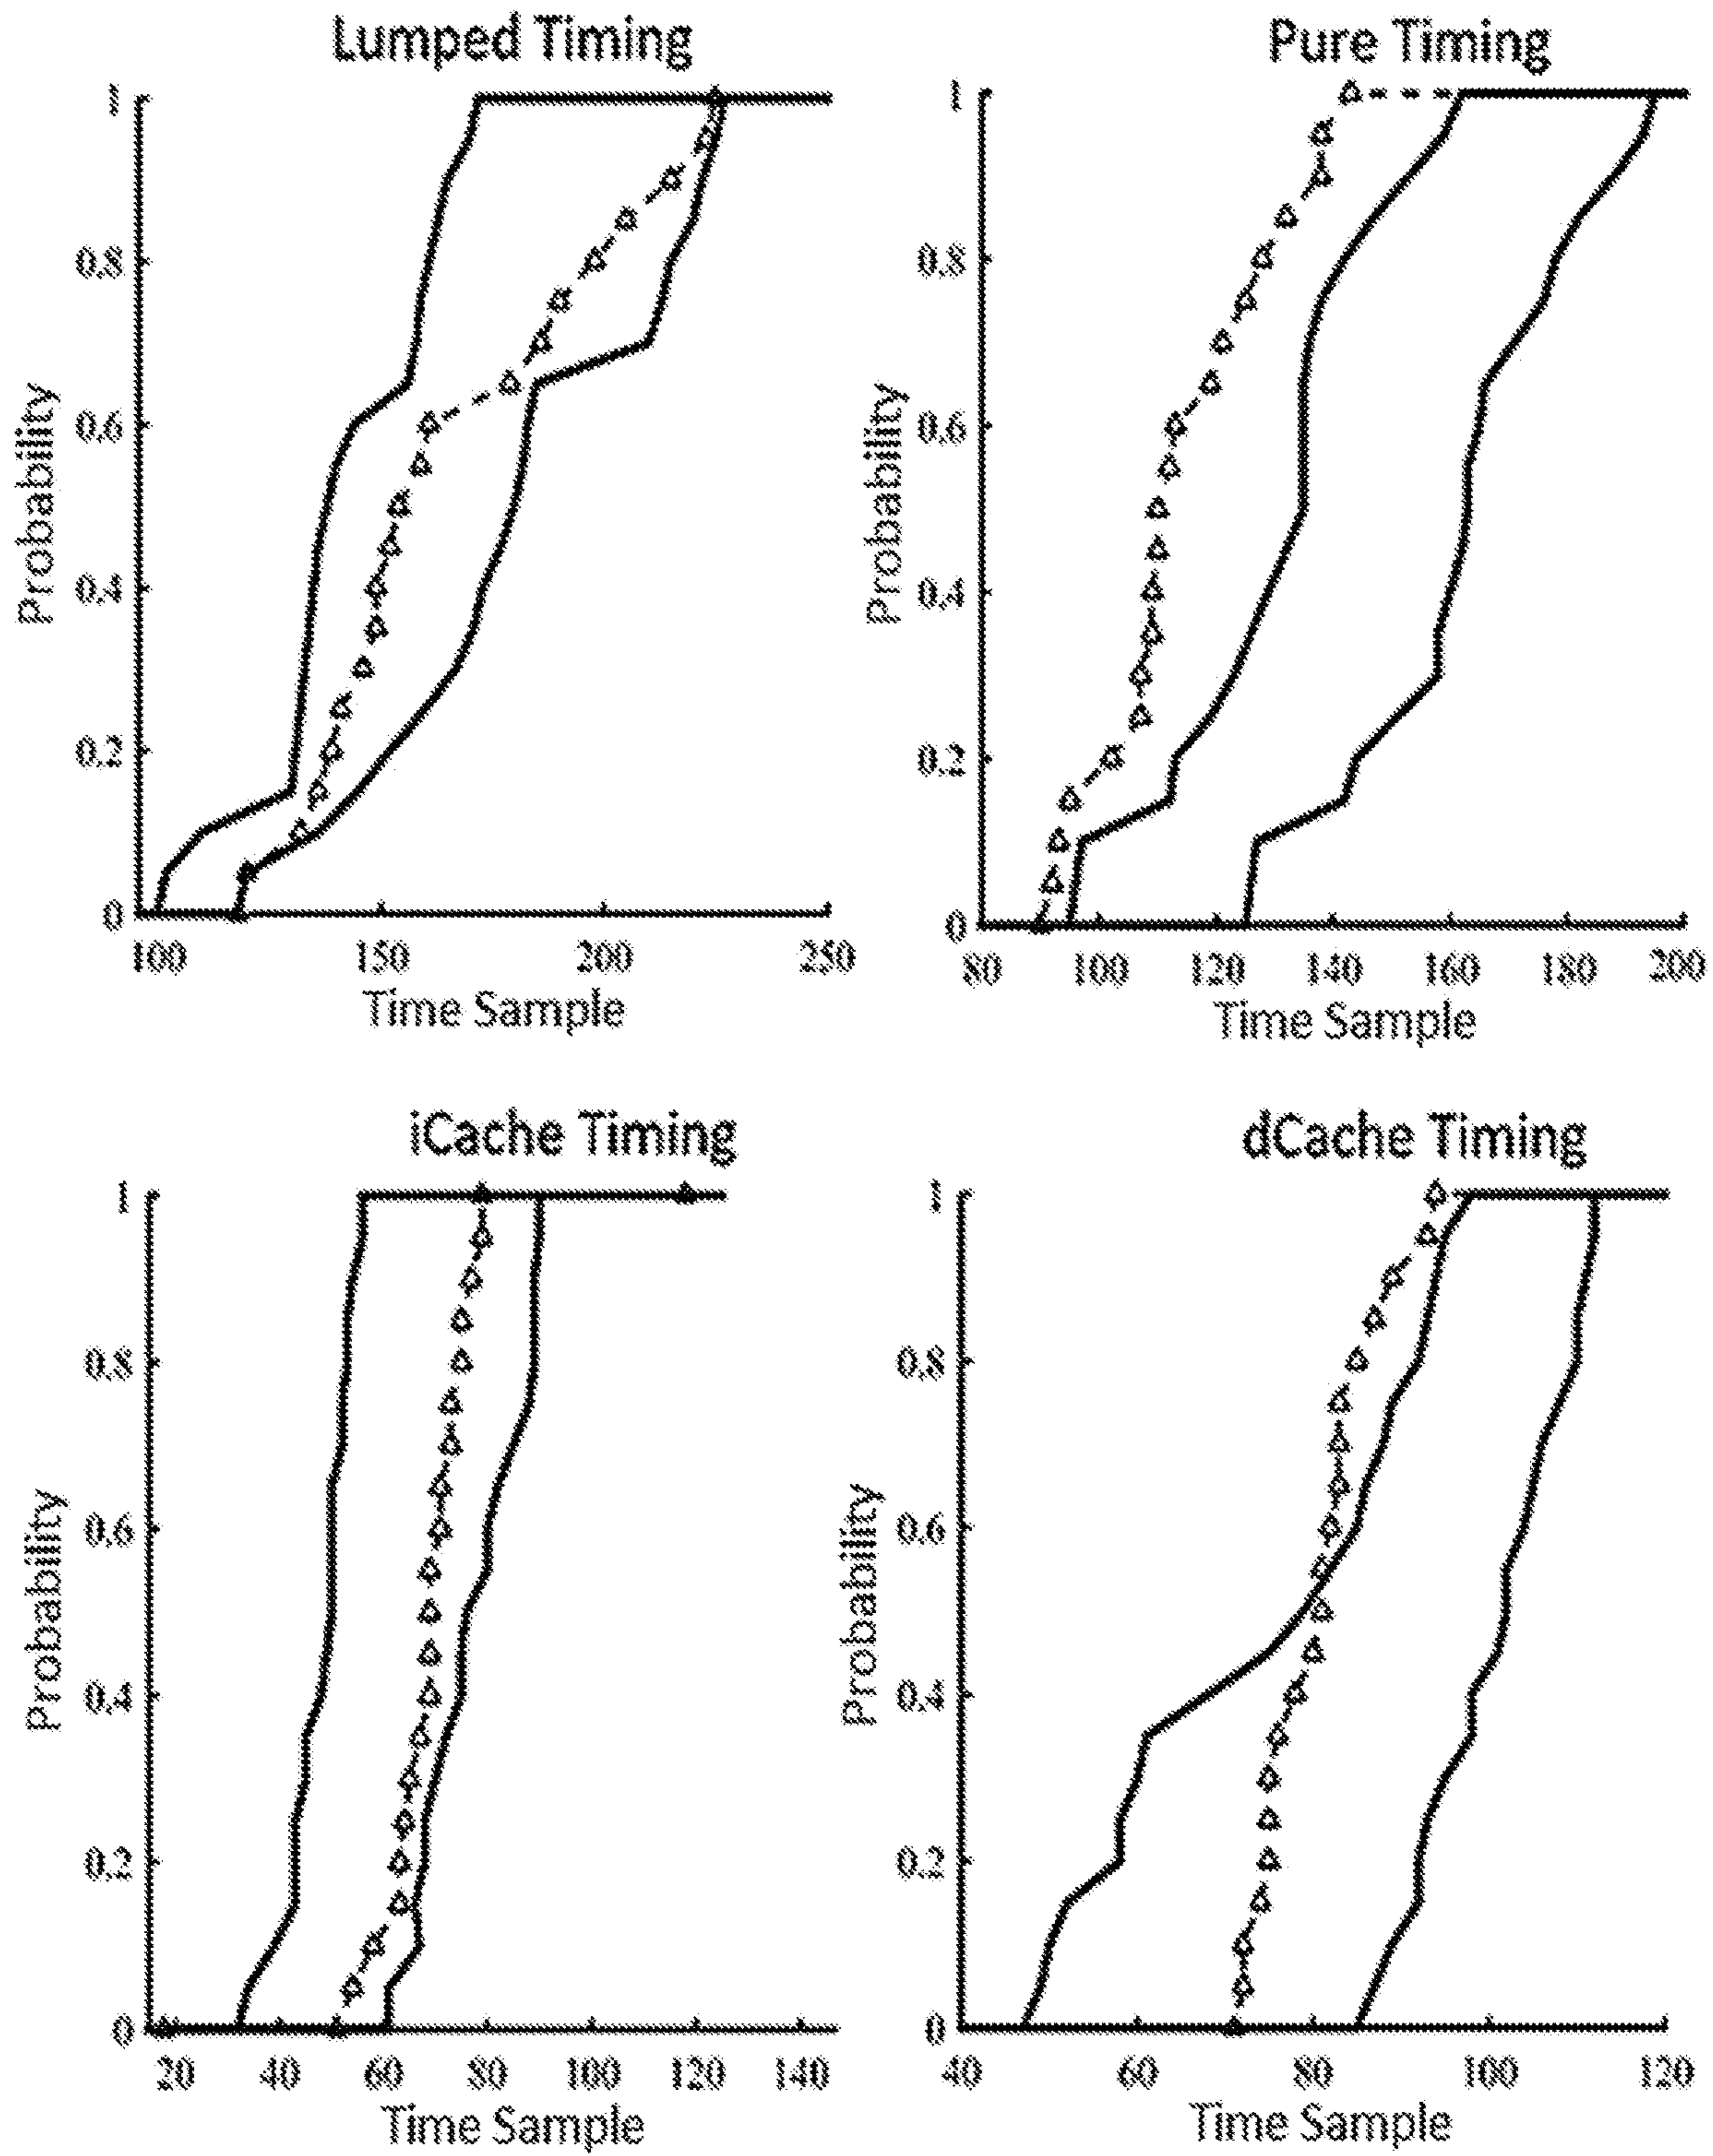 Lumped Timing
1
0.8
0.6
0.4
0.2
0
Probability
100 150 200 250
Time Sample
Pure Timing
1
0.8
0.6
0.4
0.2
0
Probability
80 100 120 140 160 180 200
Time Sample
iCache Timing
1
0.8
0.6
0.4
0.2
0
Probability
20 40 60 80 100 120 140
Time Sample
dCache Timing
1
0.8
0.6
0.4
0.2
0
Probability
40 60 80 100 120
Time Sample